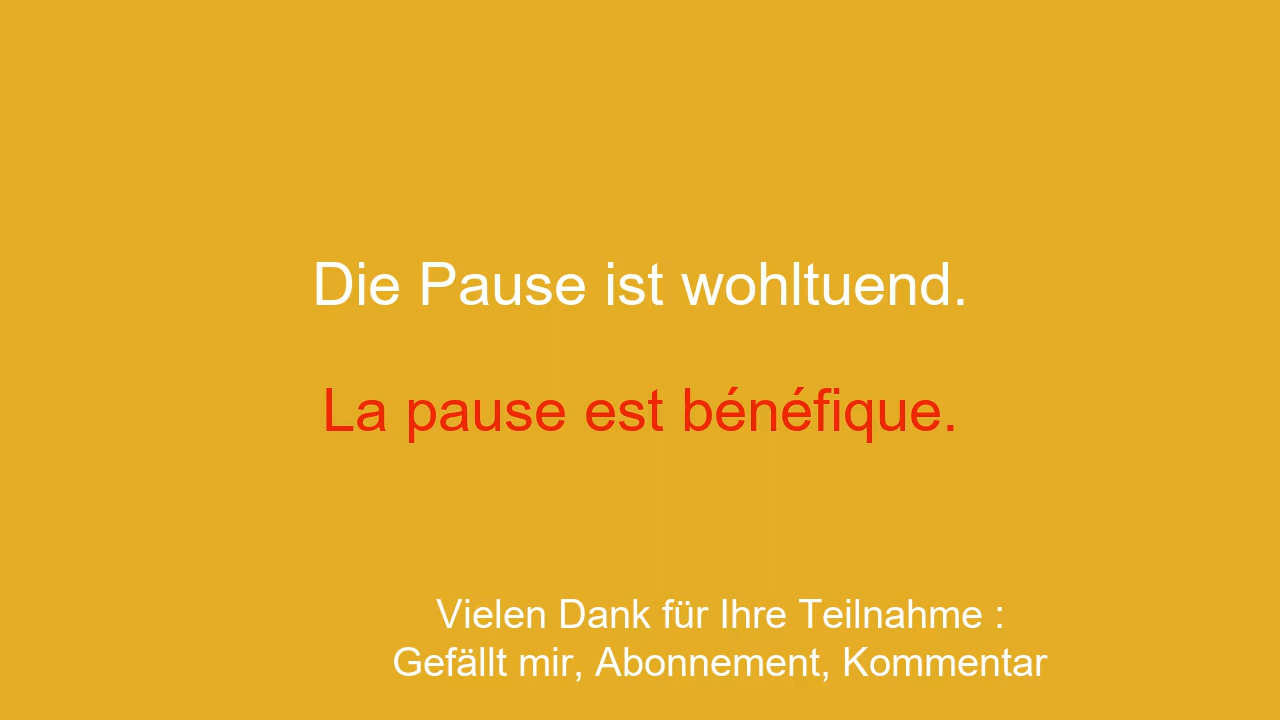 Die Pause ist wohltuend.
La pause est bénéfique.
Vielen Dank für Ihre Teilnahme :
Gefällt mir, Abonnement, Kommentar